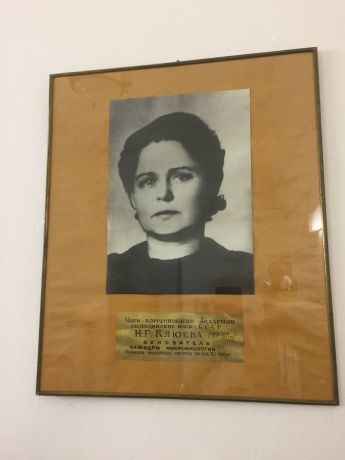 Член-корреспондент Академии
медицинских наук СССР
Н.Г. Клюева
основатель
кафедры микробиологии